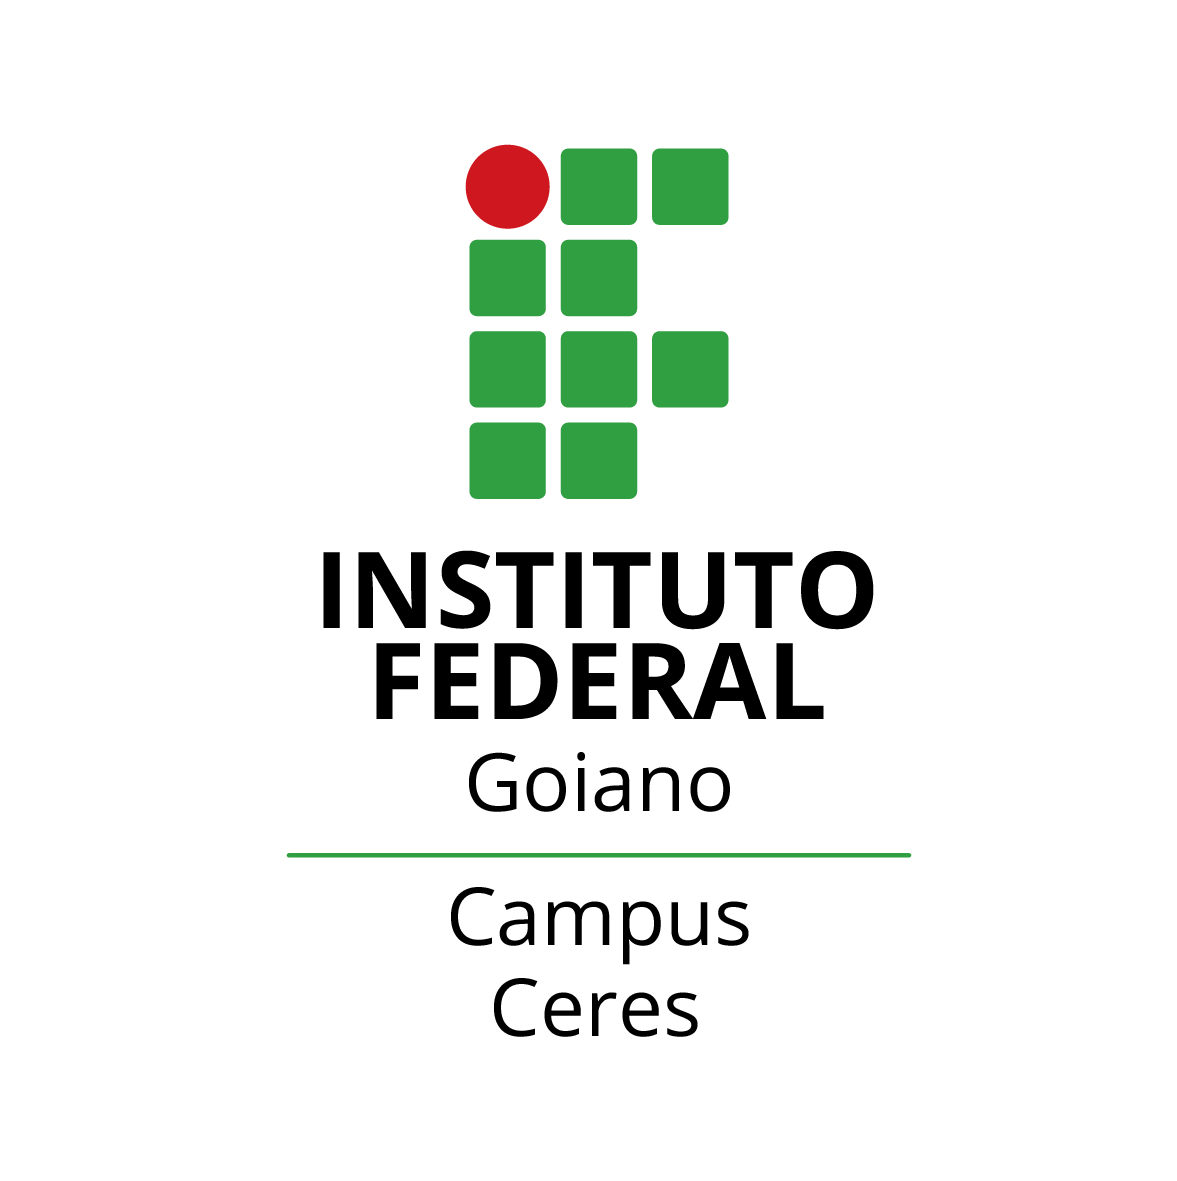 INSTITUTO
FEDERAL
Goiano
Campus
Ceres